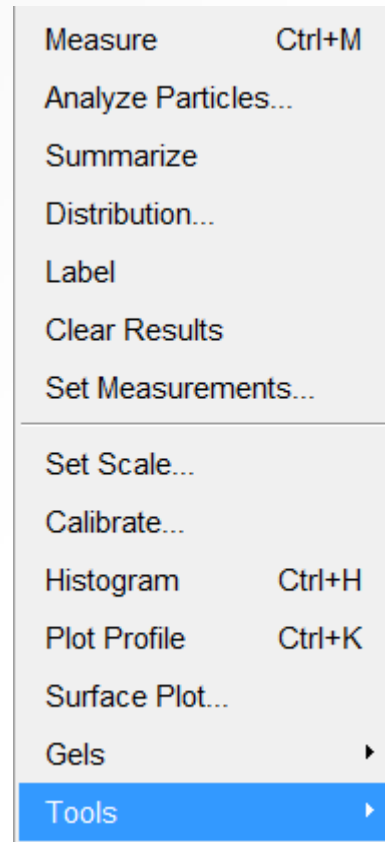 Measure Ctrl+M
Analyze Particles...
Summarize
Distribution...
Label
Clear Results
Set Measurements...
Set Scale...
Calibrate...
Histogram Ctrl+H
Plot Profile Ctrl+K
Surface Plot...
Gels
Tools